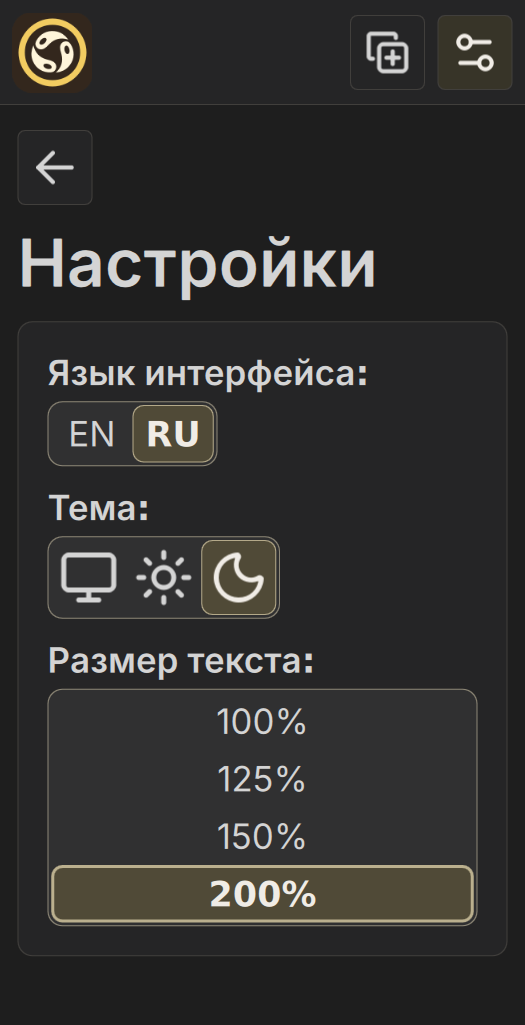 Настройки
Язык интерфейса:
EN RU
Тема:
Размер текста:
100%
125%
150%
200%